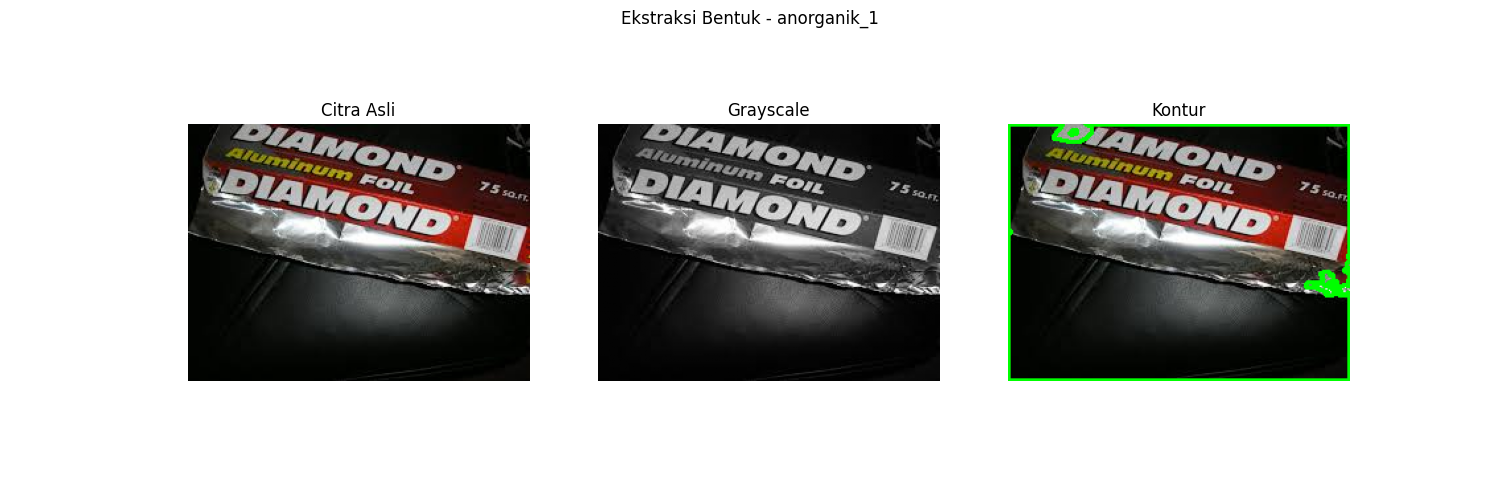 Ekstraksi Bentuk - anorganik_1
Citra Asli
Grayscale
Kontur
DIAMOND
Aluminum FOIL
75 SQ.FT.
DIAMOND
DIAMOND
Aluminum FOIL
75 SQ.FT.
DIAMOND
DIAMOND
Aluminum FOIL
75 SQ.FT.
DIAMOND